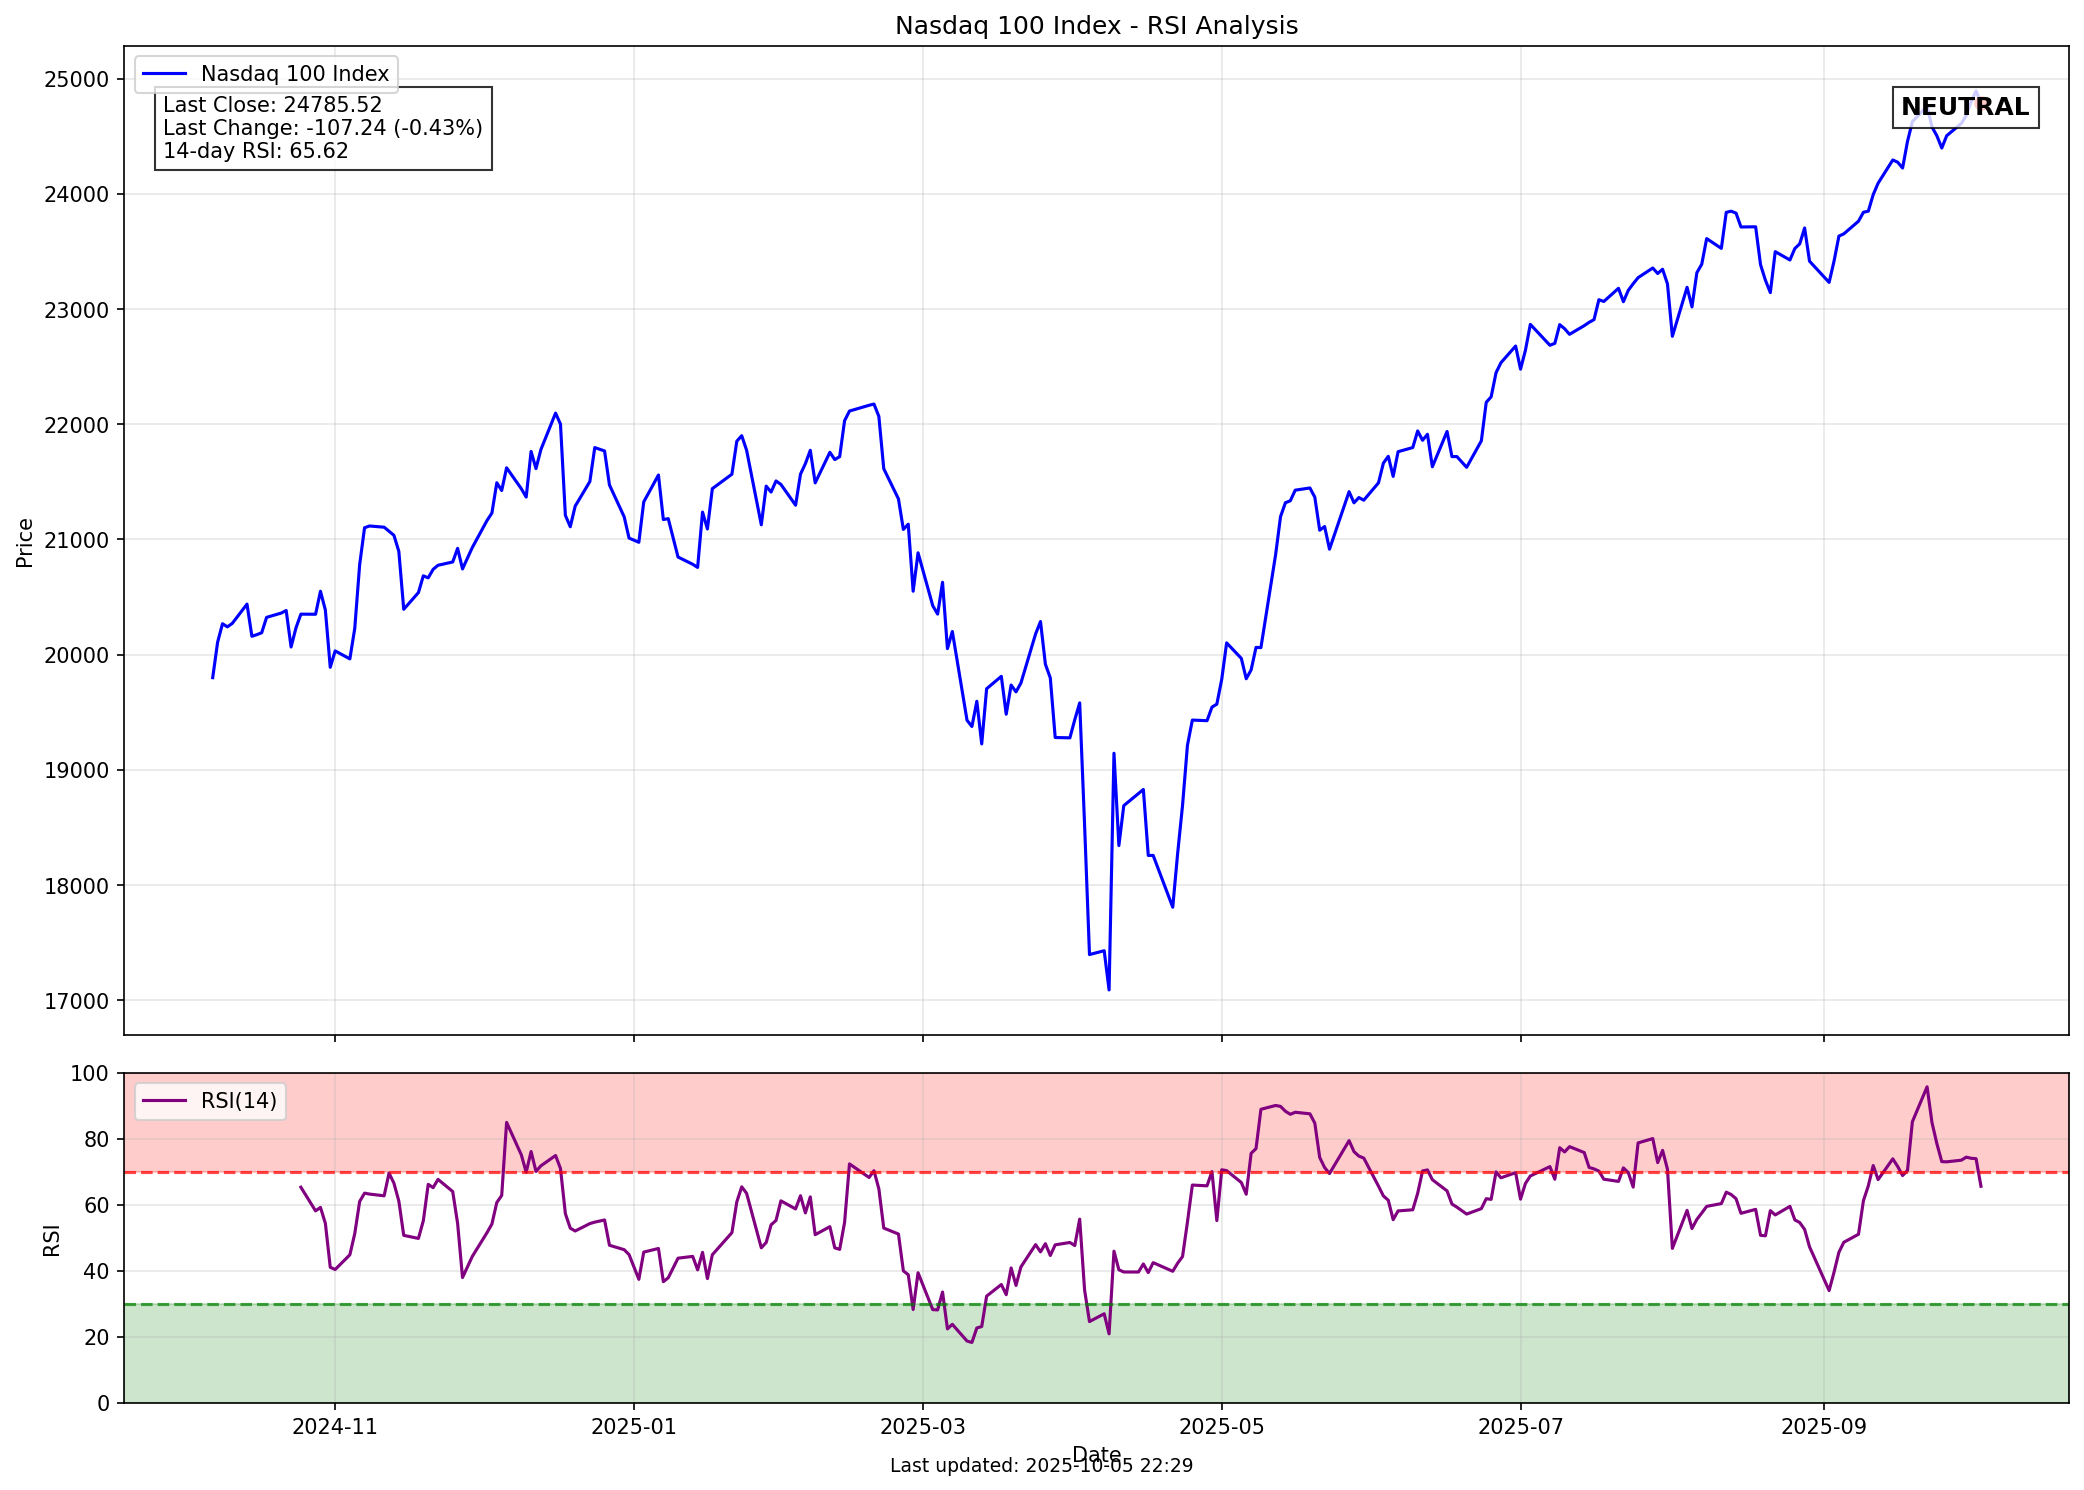 Nasdaq 100 Index - RSI Analysis
Nasdaq 100 Index
Last Close: 24785.52
Last Change: -107.24 (-0.43%)
14-day RSI: 65.62
NEUTRAL
25000
24000
23000
22000
21000
20000
19000
18000
17000
Price
RSI(14)
100
80
60
40
20
0
RSI
2024-11
2025-01
2025-03
2025-05
2025-07
2025-09
Date
Last updated: 2025-10-05 22:29